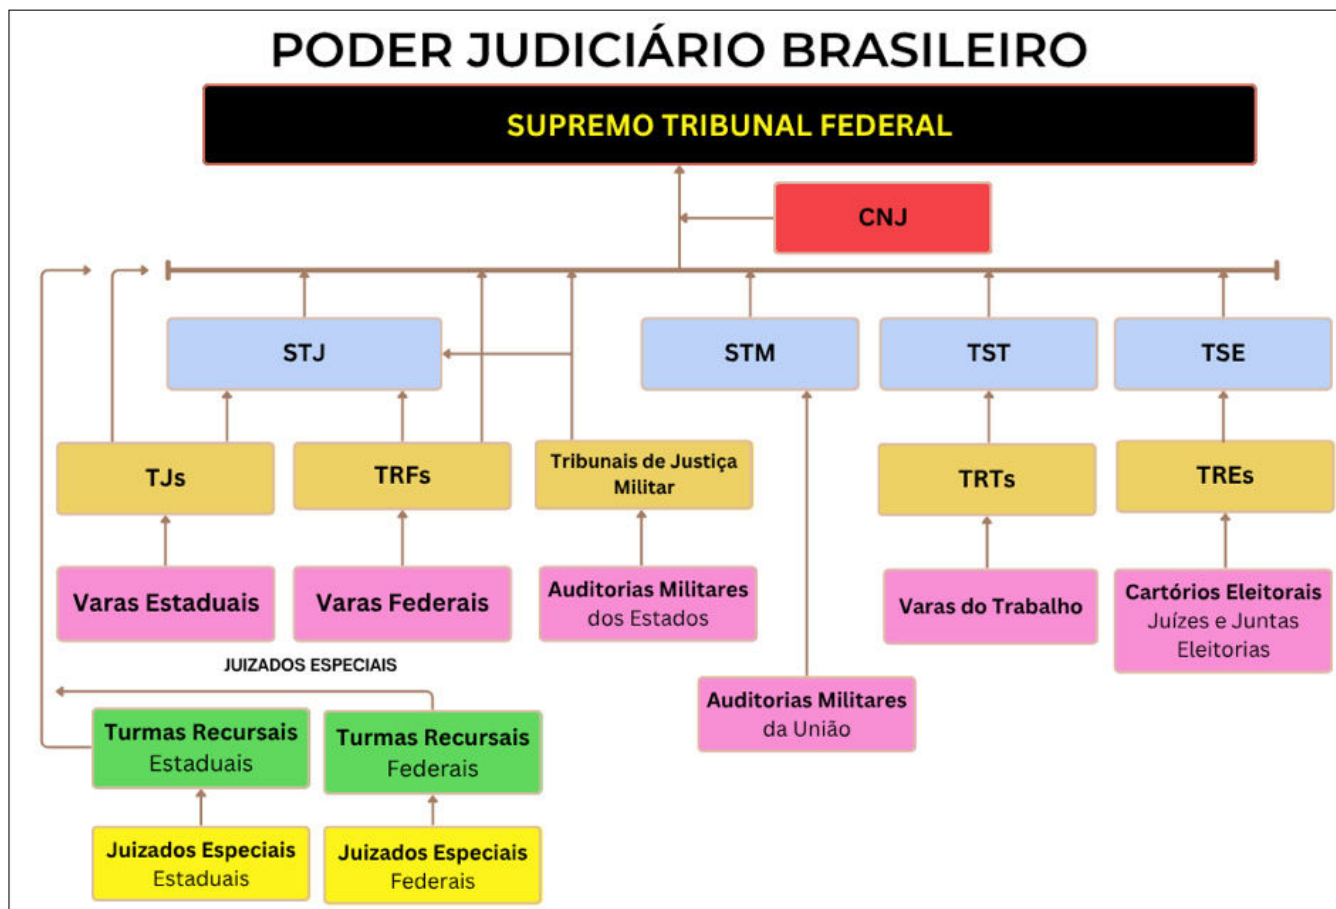 PODER JUDICIÁRIO BRASILEIRO
SUPREMO TRIBUNAL FEDERAL
CNJ
STJ
STM
TST
TSE
TJs
TRFs
Tribunais de Justiça
Militar
TRTs
TREs
Varas Estaduais
Varas Federais
Auditorias Militares
dos Estados
Varas do Trabalho
Cartórios Eleitorais
Juízes e Juntas
Eleitorias
JUIZADOS ESPECIAIS
Auditorias Militares
da União
Turmas Recursais
Estaduais
Turmas Recursais
Federais
Juizados Especiais
Estaduais
Juizados Especiais
Federais